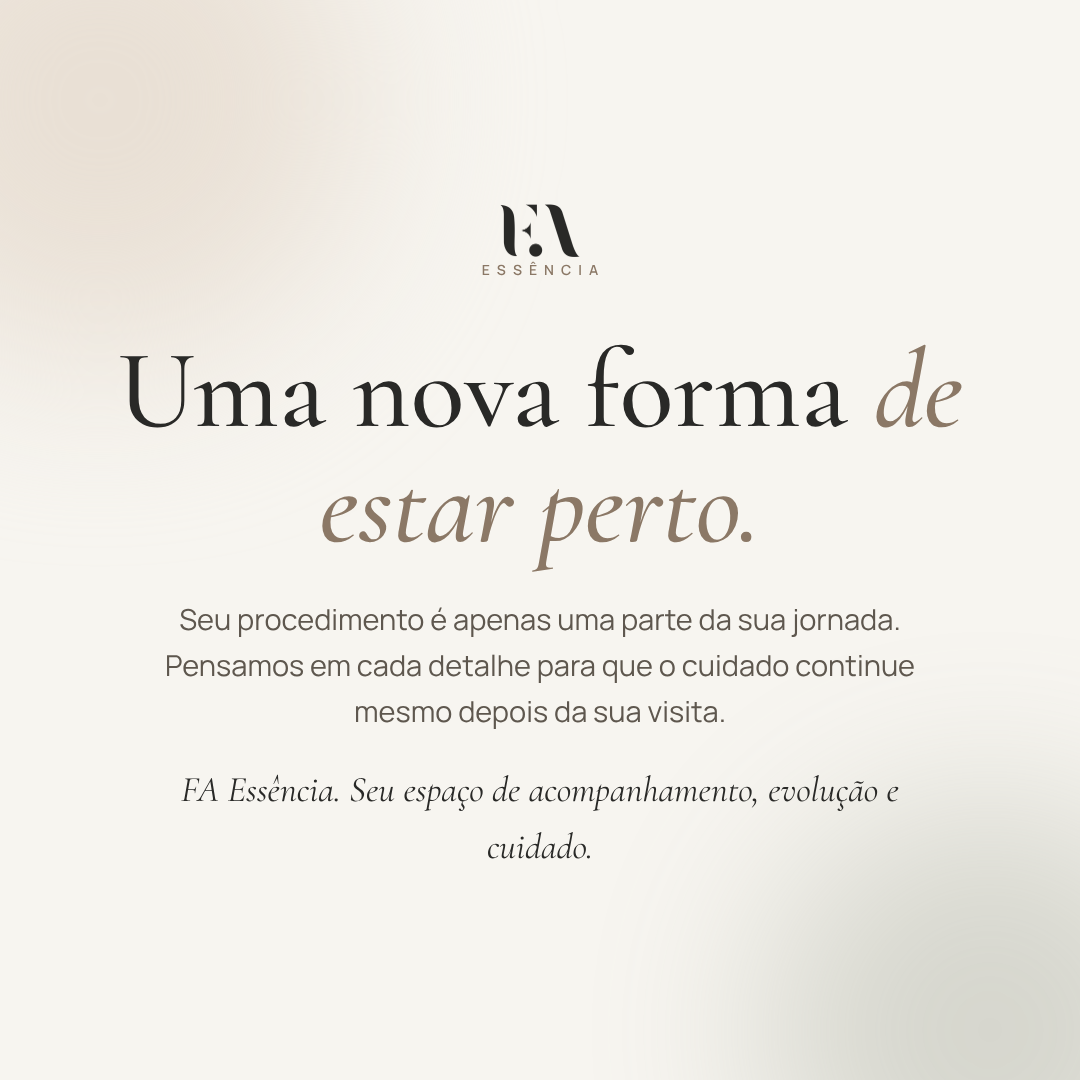 FA
ESSÊNCIA
Uma nova forma de
estar perto.
Seu procedimento é apenas uma parte da sua jornada.
Pensamos em cada detalhe para que o cuidado continue
mesmo depois da sua visita.
FA Essência. Seu espaço de acompanhamento, evolução e
cuidado.